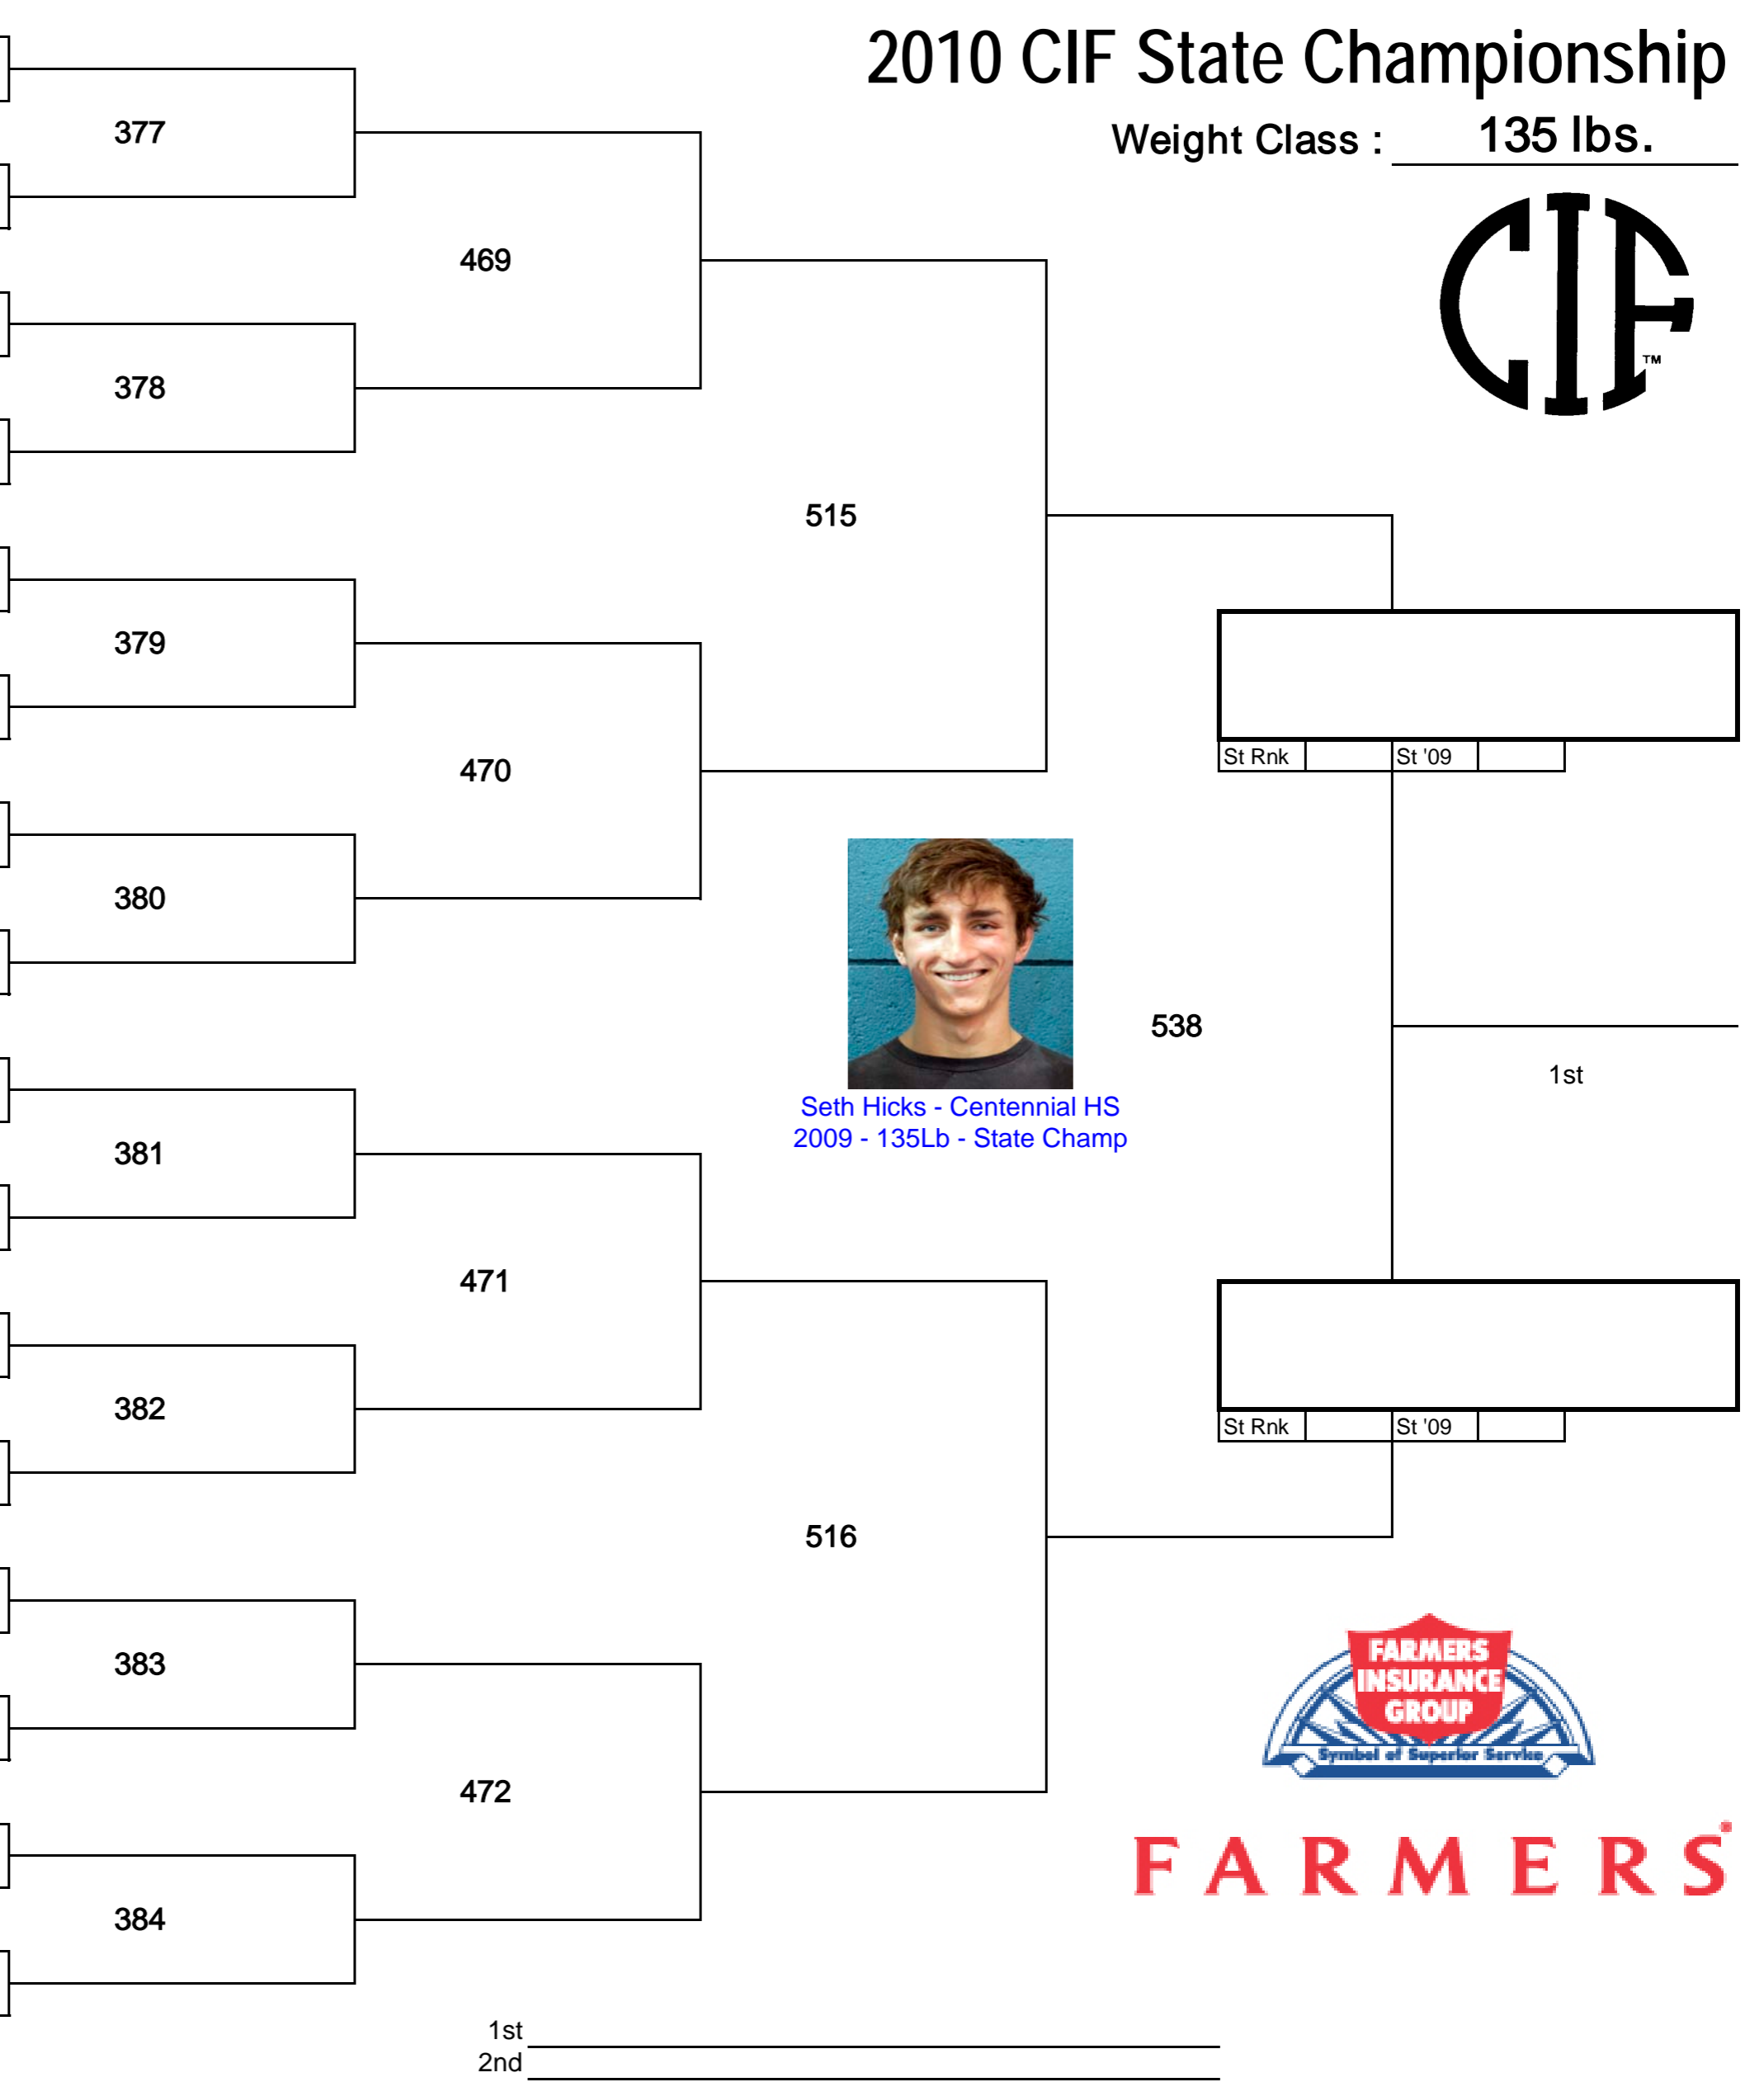 2010 CIF State Championship
Weight Class : 135 lbs.
CIF
TM
377
469
378
515
379
St Rnk St '09
470
380
538
1st
Seth Hicks - Centennial HS
2009 - 135Lb - State Champ
381
471
382
St Rnk St '09
516
383
FARMERS
INSURANCE
GROUP
Symbol of Superior Service
472
FARMERS
384
1st
2nd